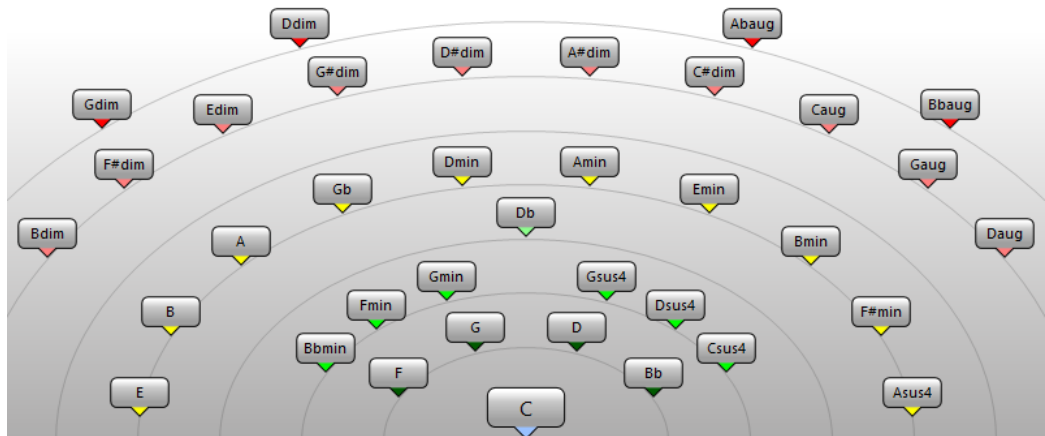 Ddim
Abaug
D#dim
A#dim
G#dim
C#dim
Gdim
Edim
Caug
Bbaug
F#dim
Dmin
Amin
Gaug
Gb
Emin
Bdim
Db
Daug
A
Bmin
Gmin
Gsus4
Fmin
Dsus4
B
F#min
G
D
Bbmin
Csus4
F
Bb
E
Asus4
C